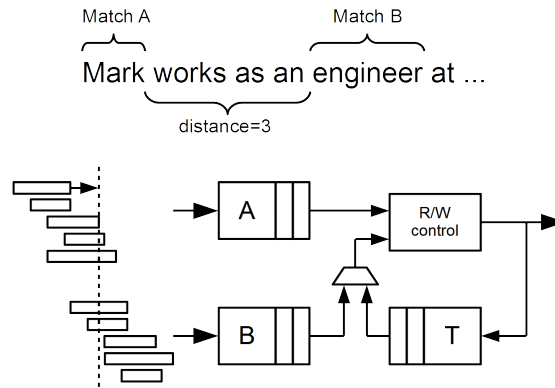 Match A Match B
Mark works as an engineer at ...
distance=3
A
R/W
control
B
T